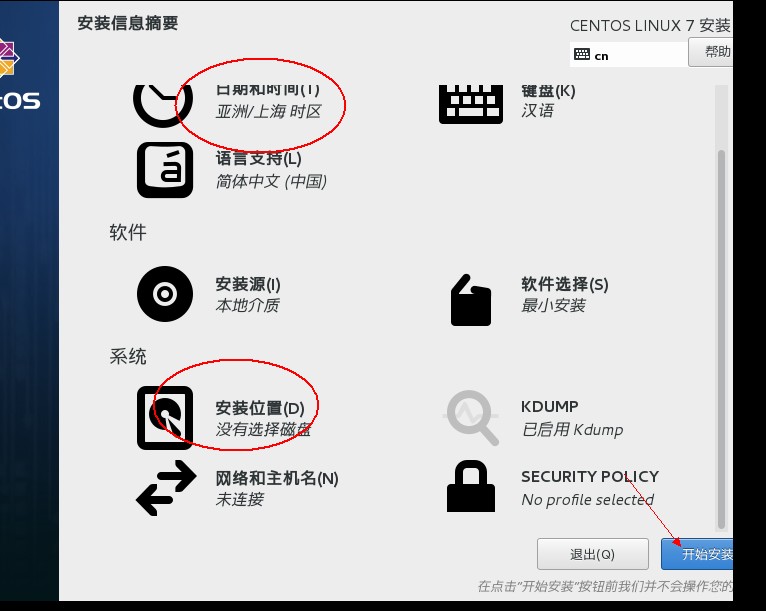 安装信息摘要
CENTOS LINUX 7 安装
cn
帮助
OS
日期和时间(T)
亚洲/上海 时区
键盘(K)
汉语
á
语言支持(L)
简体中文 (中国)
软件
安装源(I)
本地介质
软件选择(S)
最小安装
系统
安装位置(D)
没有选择磁盘
KDUMP
已启用 Kdump
网络和主机名(N)
未连接
SECURITY POLICY
No profile selected
退出(Q)
开始安装
在点击"开始安装"按钮前我们并不会操作您的